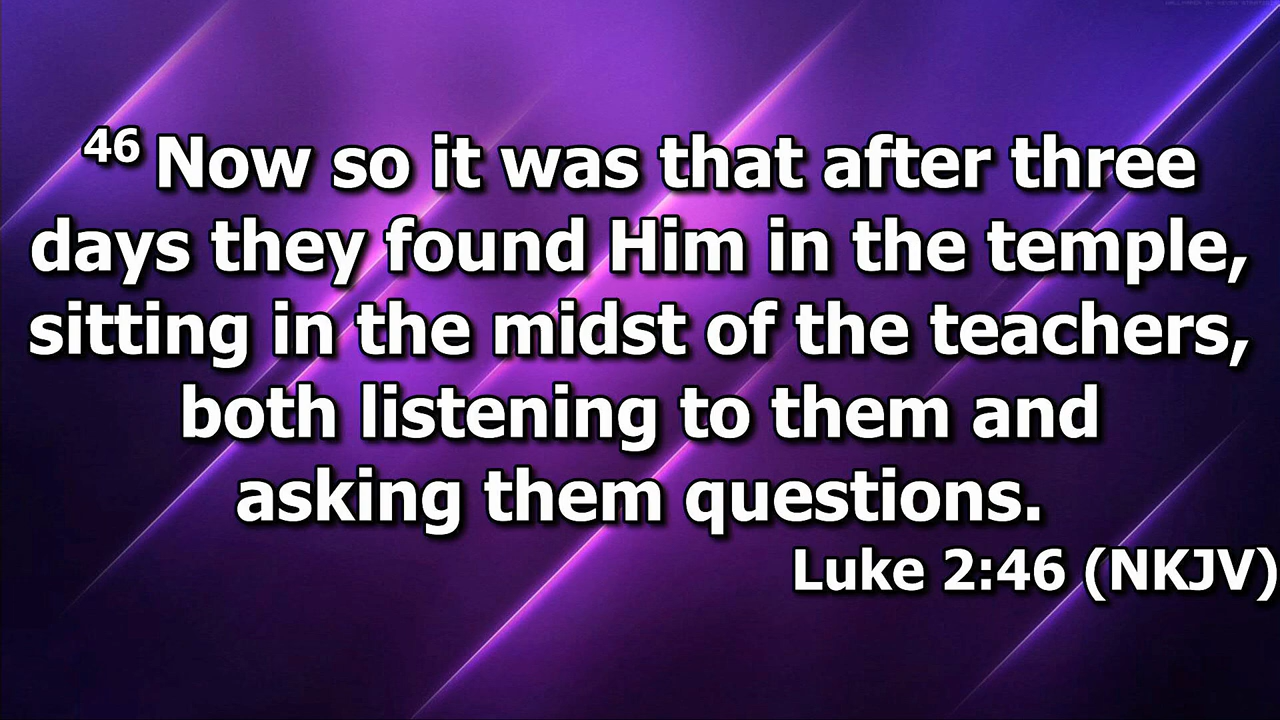 46 Now so it was that after three
days they found Him in the temple,
sitting in the midst of the teachers,
both listening to them and
asking them questions.
Luke 2:46 (NKJV)